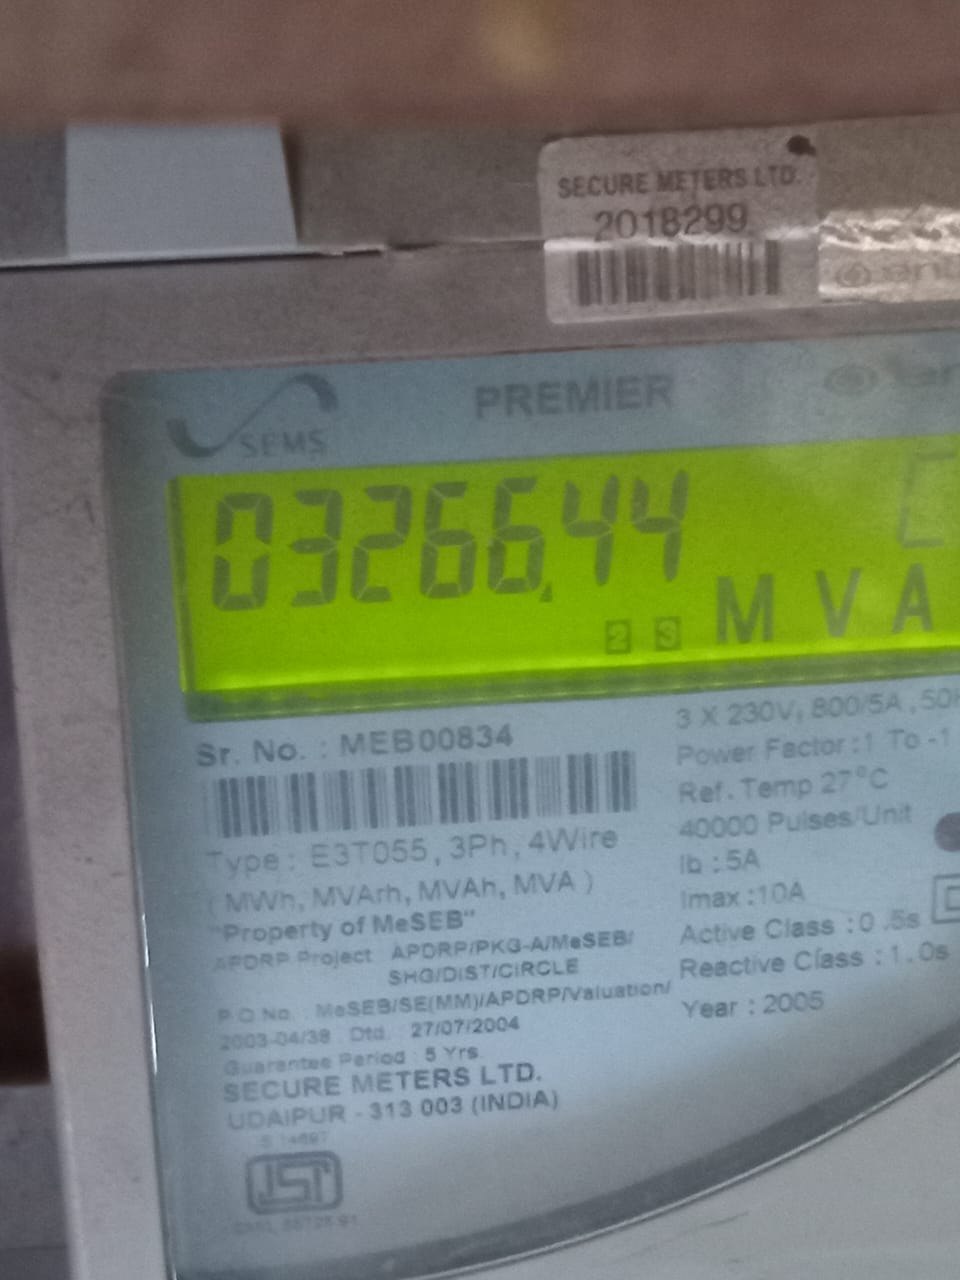 SECURE METERS LTD.
2018299
SEMS
PREMIER
03266.44
2 3 MVA
Sr. No. : MEB00834
Type : E3T055, 3Ph, 4Wire
( MWh, MVArh, MVAh, MVA )
"Property of MeSEB"
APDRP Project APDRP/PKG-A/MeSEB/
SHG/DIST/CIRCLE
P.O.No. : MeSEB/SE(MM)/APDRP/Valuation/
2003-04/38 Dtd. 27/07/2004
Guarantee Period : 5 Yrs.
SECURE METERS LTD.
UDAIPUR - 313 003 (INDIA)
3 X 230V, 800/5A, 50H
Power Factor : 1 To -1
Ref. Temp 27°C
40000 Pulses/Unit
Ib : 5A
Imax : 10A
Active Class : 0.5s
Reactive Class : 1.0s
Year : 2005